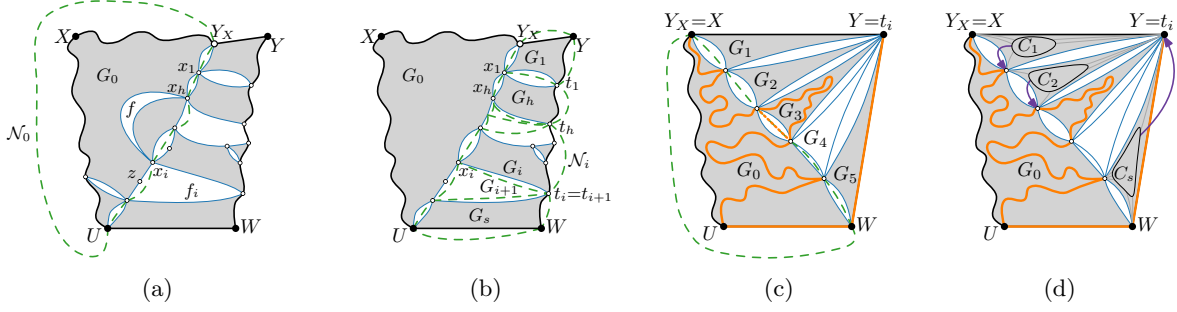 X
Y_X
Y
G_0
x_1
x_h
f
N_0
z
x_i
f_i
U
W
(a)
X
Y_X
Y
G_1
G_0
x_1
t_1
x_h
G_h
t_h
N_i
x_i
G_i
G_{i+1}
t_i=t_{i+1}
G_s
U
W
(b)
Y_X = X
Y = t_i
G_1
G_2
G_3
G_4
G_0
G_5
U
W
(c)
Y_X = X
Y=t_i
C_1
C_2
C_s
G_0
U
W
(d)